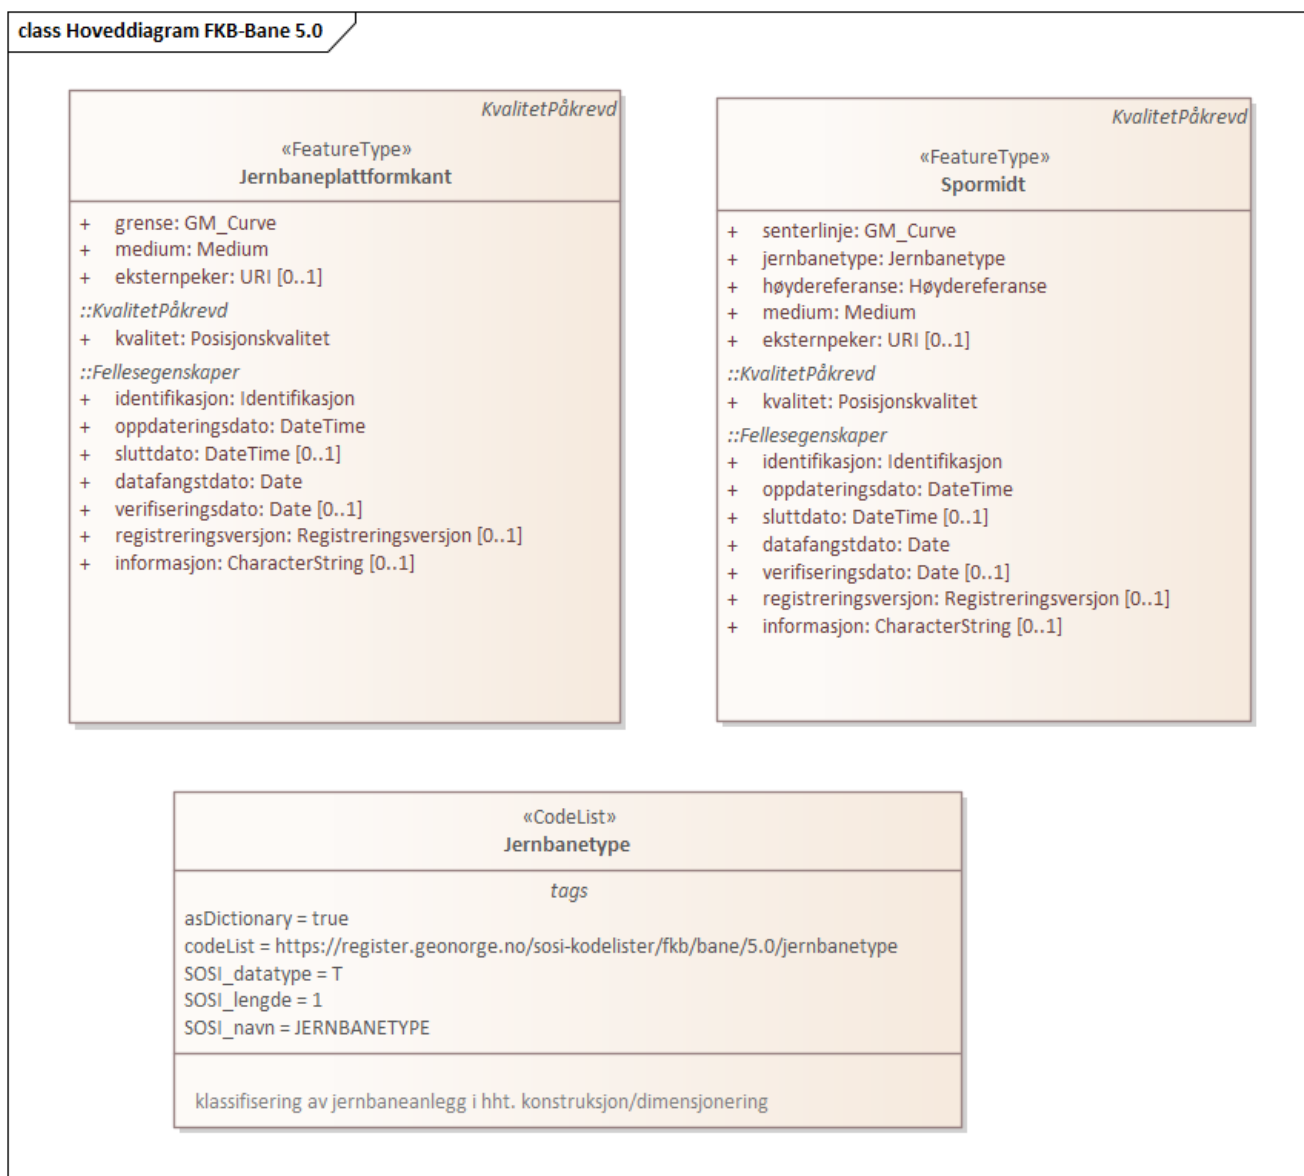 class Hoveddiagram FKB-Bane 5.0
KvalitetPåkrevd
«FeatureType»
Jernbaneplattformkant
+ grense: GM_Curve
+ medium: Medium
+ eksternpeker: URI [0..1]
::KvalitetPåkrevd
+ kvalitet: Posisjonskvalitet
::Fellesegenskaper
+ identifikasjon: Identifikasjon
+ oppdateringsdato: DateTime
+ sluttdato: DateTime [0..1]
+ datafangstdato: Date
+ verifiseringsdato: Date [0..1]
+ registreringsversjon: Registreringsversjon [0..1]
+ informasjon: CharacterString [0..1]
KvalitetPåkrevd
«FeatureType»
Spormidt
+ senterlinje: GM_Curve
+ jernbanetype: Jernbanetype
+ høydereferanse: Høydereferanse
+ medium: Medium
+ eksternpeker: URI [0..1]
::KvalitetPåkrevd
+ kvalitet: Posisjonskvalitet
::Fellesegenskaper
+ identifikasjon: Identifikasjon
+ oppdateringsdato: DateTime
+ sluttdato: DateTime [0..1]
+ datafangstdato: Date
+ verifiseringsdato: Date [0..1]
+ registreringsversjon: Registreringsversjon [0..1]
+ informasjon: CharacterString [0..1]
«CodeList»
Jernbanetype
tags
asDictionary = true
codeList = https://register.geonorge.no/sosi-kodelister/fkb/bane/5.0/jernbanetype
SOSI_datatype = T
SOSI_lengde = 1
SOSI_navn = JERNBANETYPE
klassifisering av jernbaneanlegg i hht. konstruksjon/dimensjonering